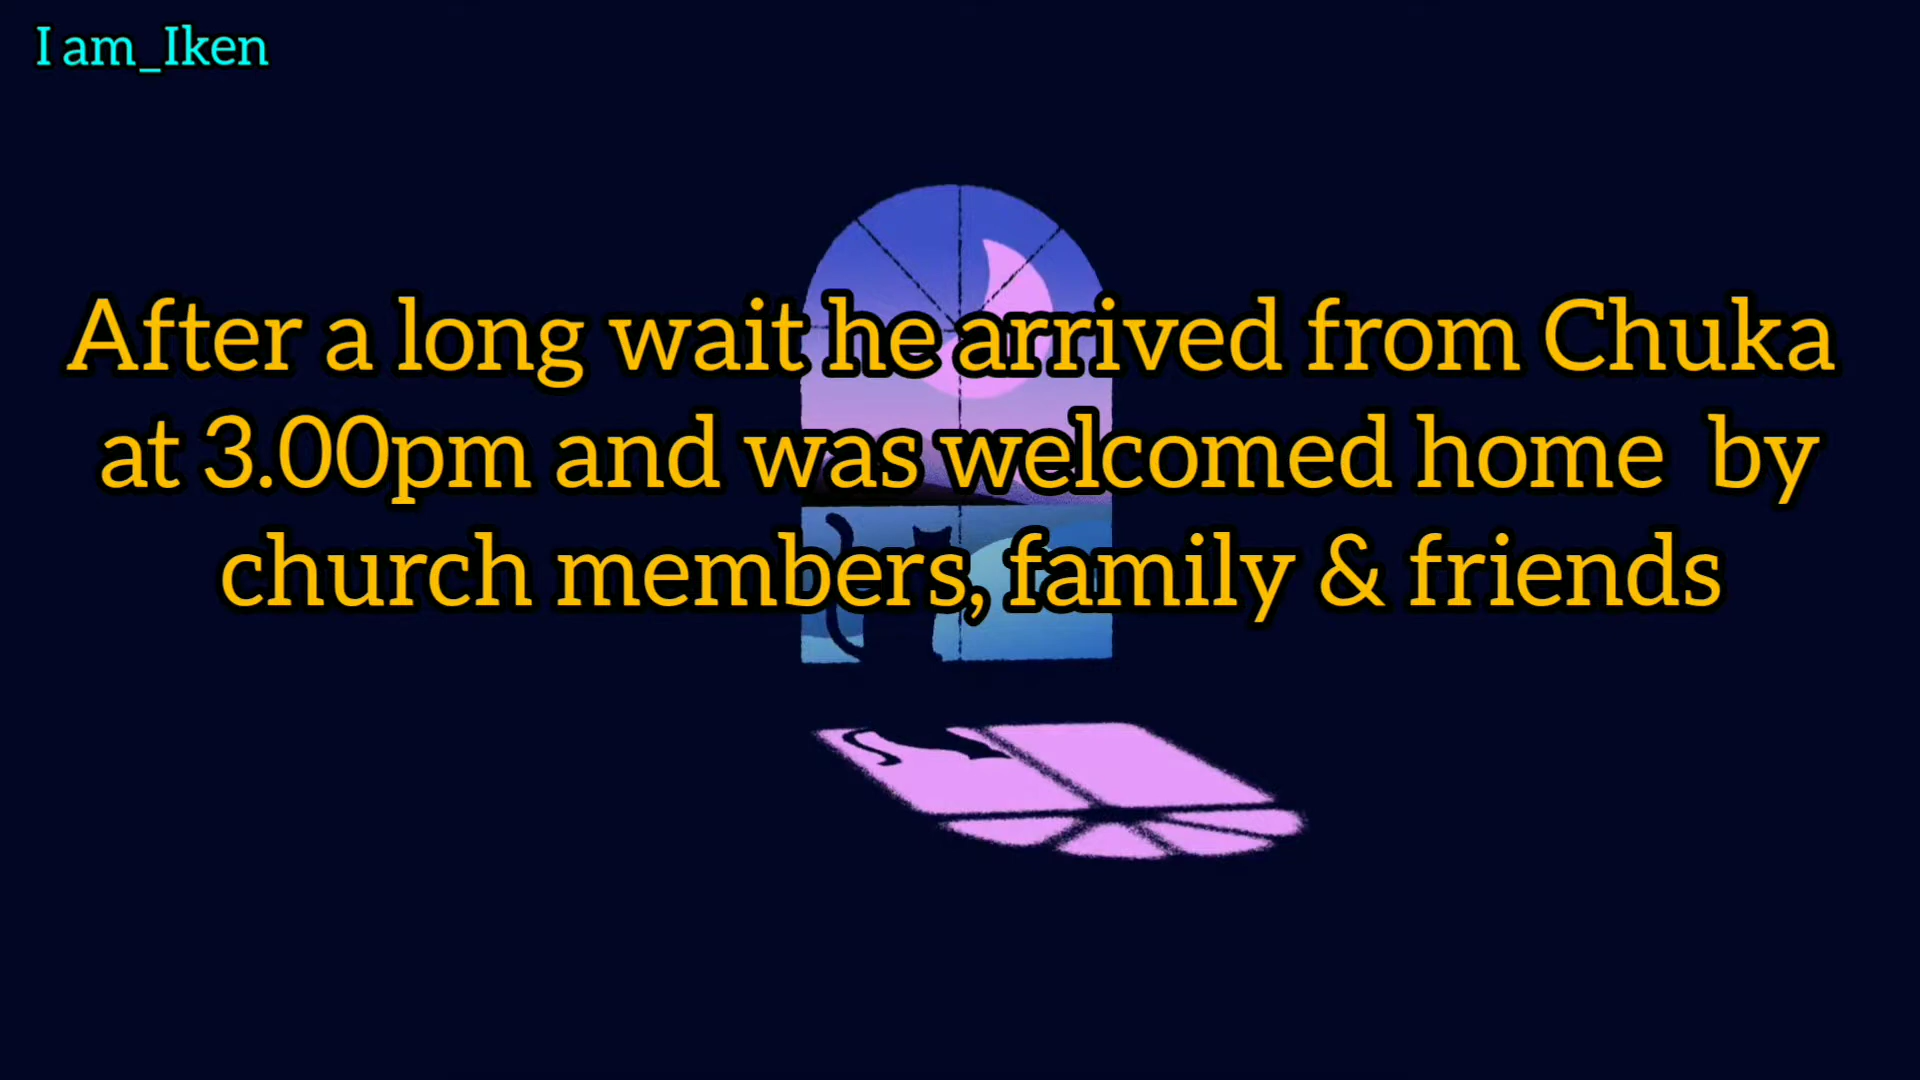 I am_Iken
After a long wait he arrived from Chuka
at 3.00pm and was welcomed home  by
church members, family & friends